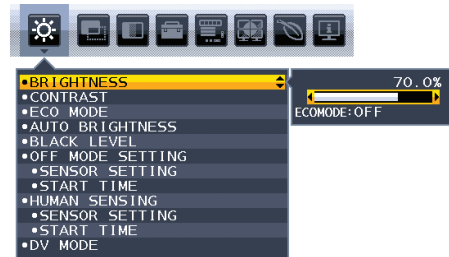 •BRIGHTNESS
70.0%
•CONTRAST
ECOMODE:OFF
•ECO MODE
•AUTO BRIGHTNESS
•BLACK LEVEL
•OFF MODE SETTING
•SENSOR SETTING
•START TIME
•HUMAN SENSING
•SENSOR SETTING
•START TIME
•DV MODE